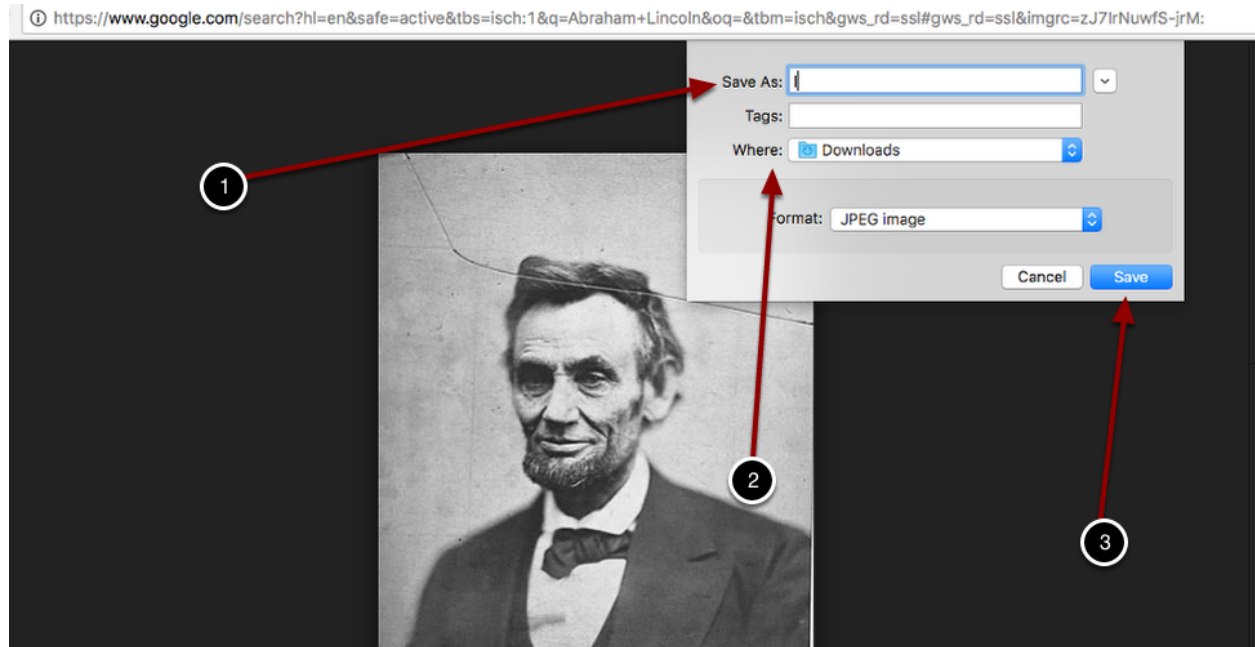 https://www.google.com/search?hl=en&safe=active&tbs=isch:1&q=Abraham+Lincoln&oq=&tbm=isch&gws_rd=ssl#gws_rd=ssl&imgrc=zJ7IrNuwfS-jrM:
Save As: l
Tags:
Where: Downloads
1
Format: JPEG image
Cancel Save
2
3